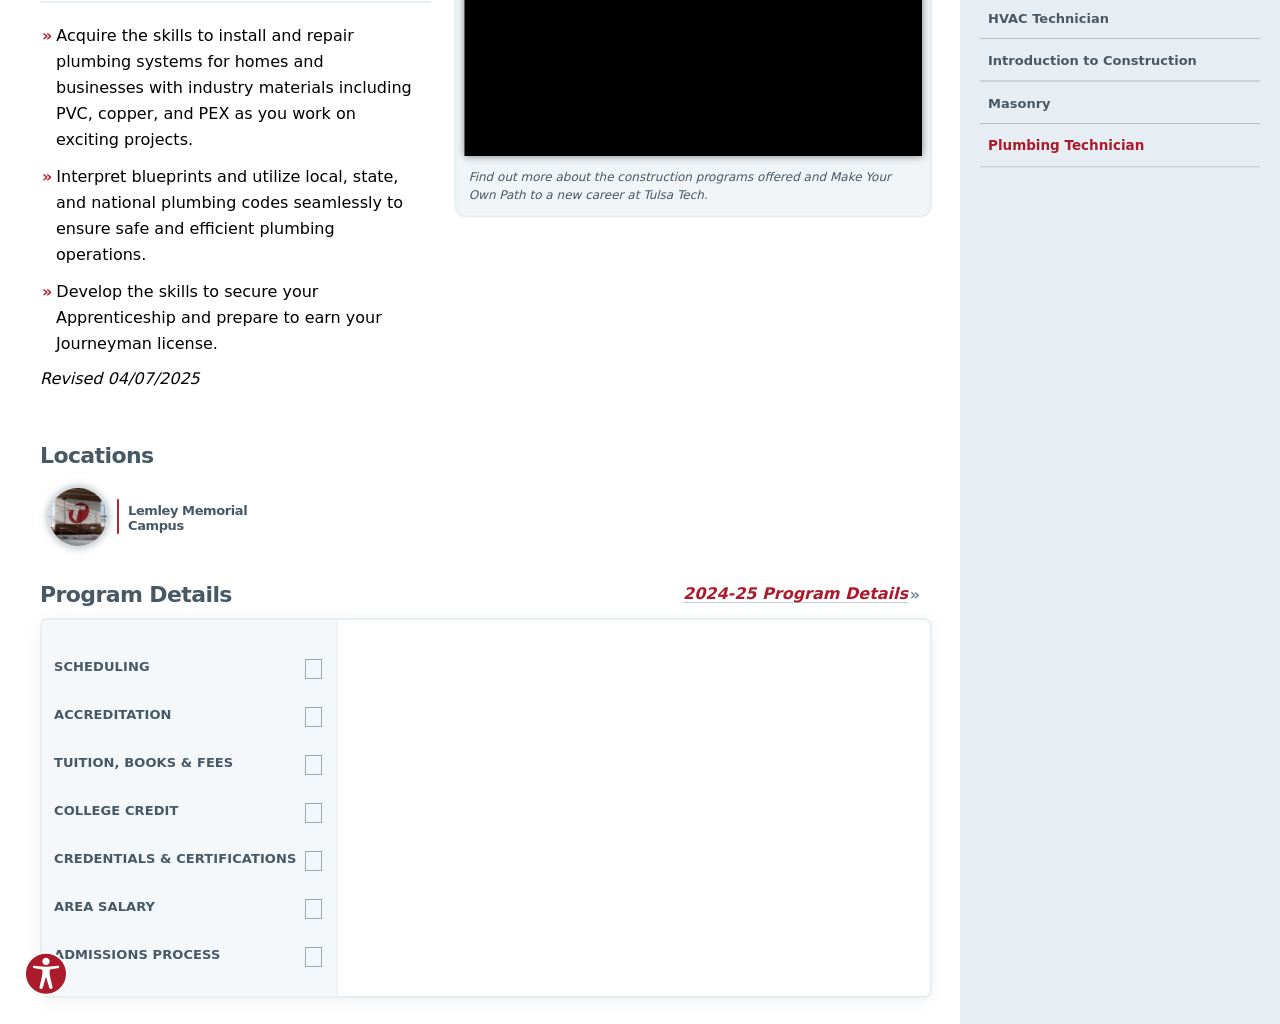 » Acquire the skills to install and repair
plumbing systems for homes and
businesses with industry materials including
PVC, copper, and PEX as you work on
exciting projects.
» Interpret blueprints and utilize local, state,
and national plumbing codes seamlessly to
ensure safe and efficient plumbing
operations.
» Develop the skills to secure your
Apprenticeship and prepare to earn your
Journeyman license.
Revised 04/07/2025
Find out more about the construction programs offered and Make Your
Own Path to a new career at Tulsa Tech.
Locations
Lemley Memorial
Campus
Program Details
2024-25 Program Details »
SCHEDULING
ACCREDITATION
TUITION, BOOKS & FEES
COLLEGE CREDIT
CREDENTIALS & CERTIFICATIONS
AREA SALARY
ADMISSIONS PROCESS
HVAC Technician
Introduction to Construction
Masonry
Plumbing Technician